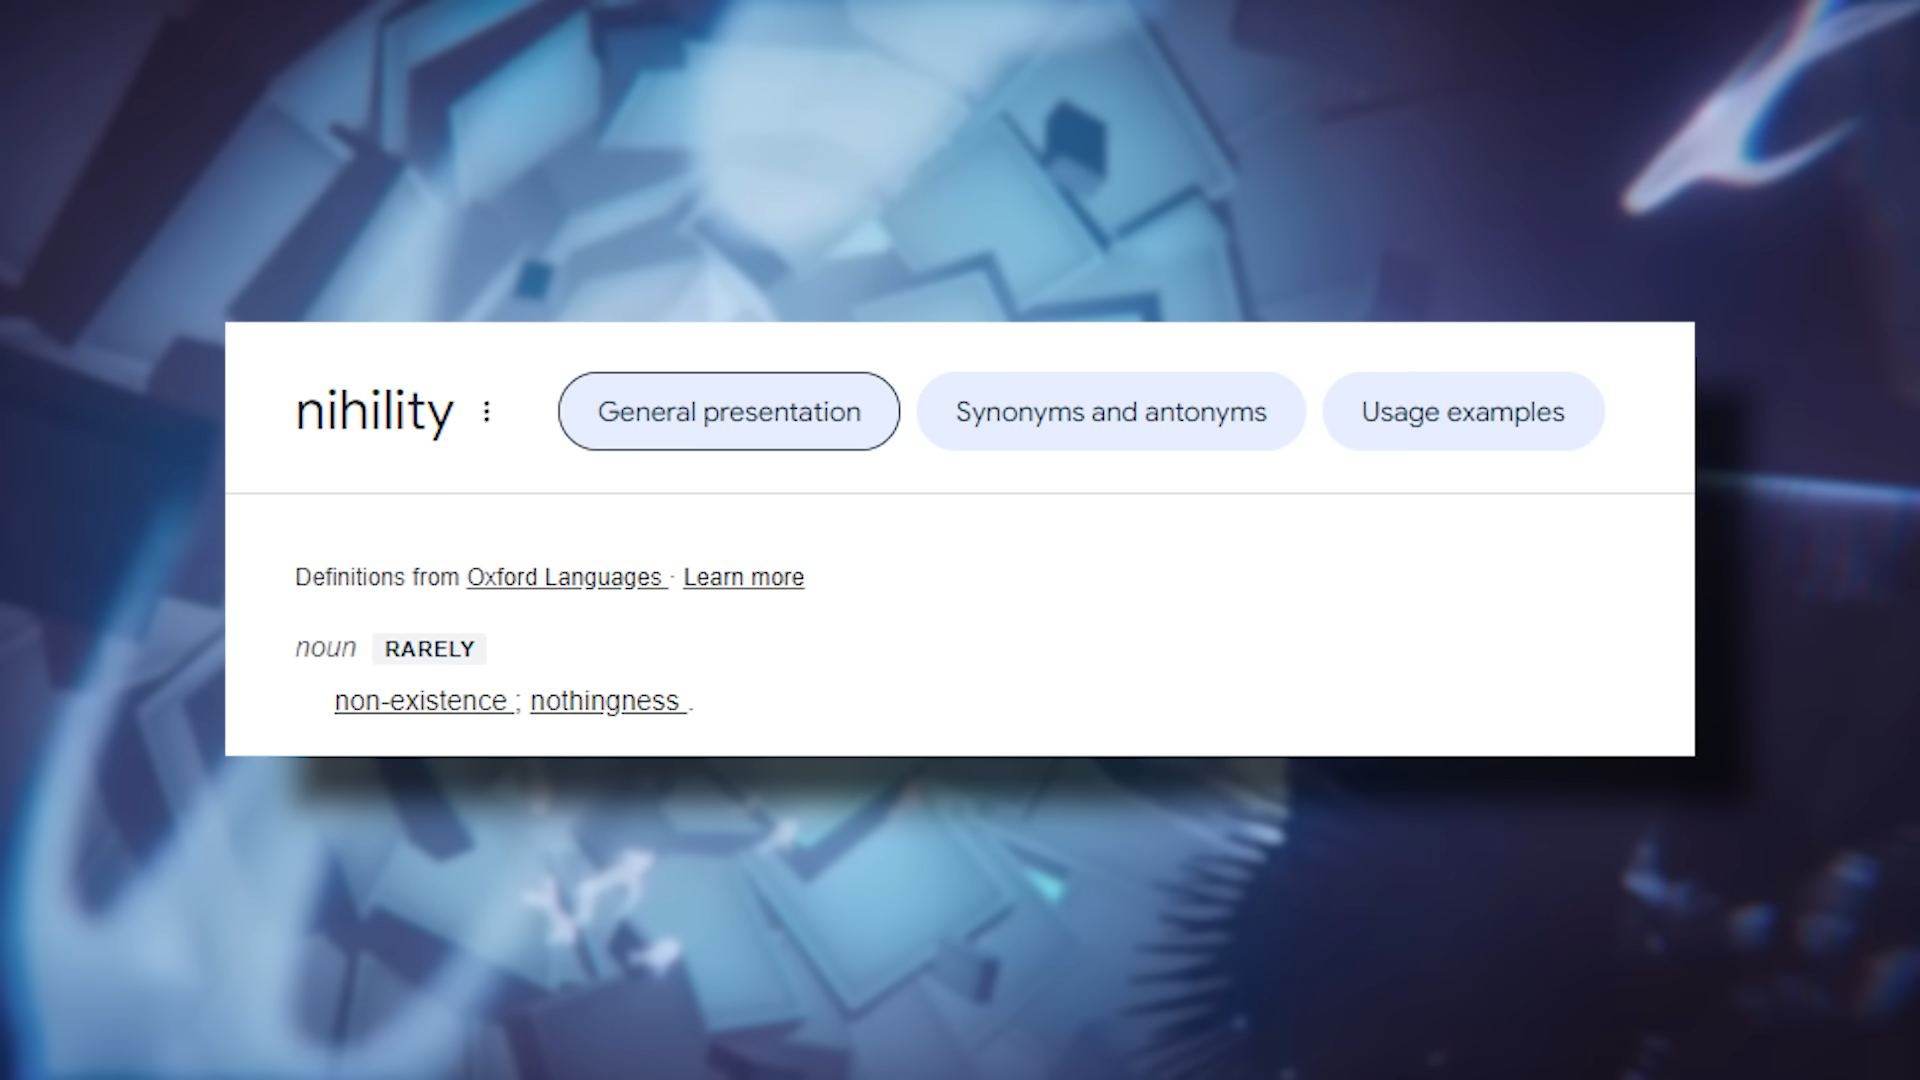 nihility
General presentation
Synonyms and antonyms
Usage examples
Definitions from Oxford Languages · Learn more
noun RARELY
non-existence ; nothingness .